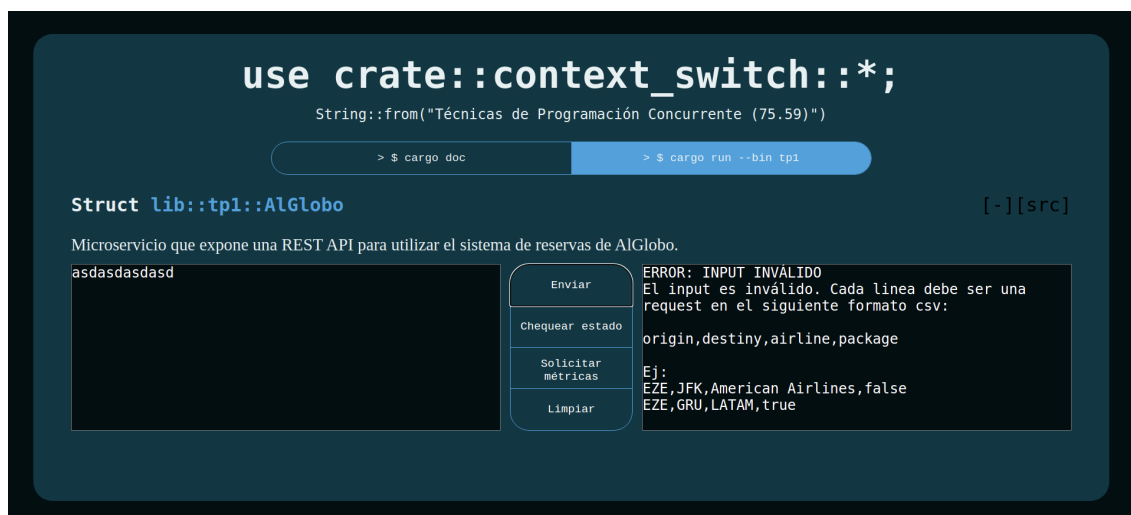 use crate::context_switch::*;
String::from("Técnicas de Programación Concurrente (75.59)")
> $ cargo doc
> $ cargo run --bin tp1
Struct lib::tp1::AlGlobo
[-][src]
Microservicio que expone una REST API para utilizar el sistema de reservas de AlGlobo.
asdasdasdasd
Enviar
Chequear estado
Solicitar
métricas
Limpiar
ERROR: INPUT INVÁLIDO
El input es inválido. Cada linea debe ser una
request en el siguiente formato csv:
origin,destiny,airline,package
Ej:
EZE,JFK,American Airlines,false
EZE,GRU,LATAM,true